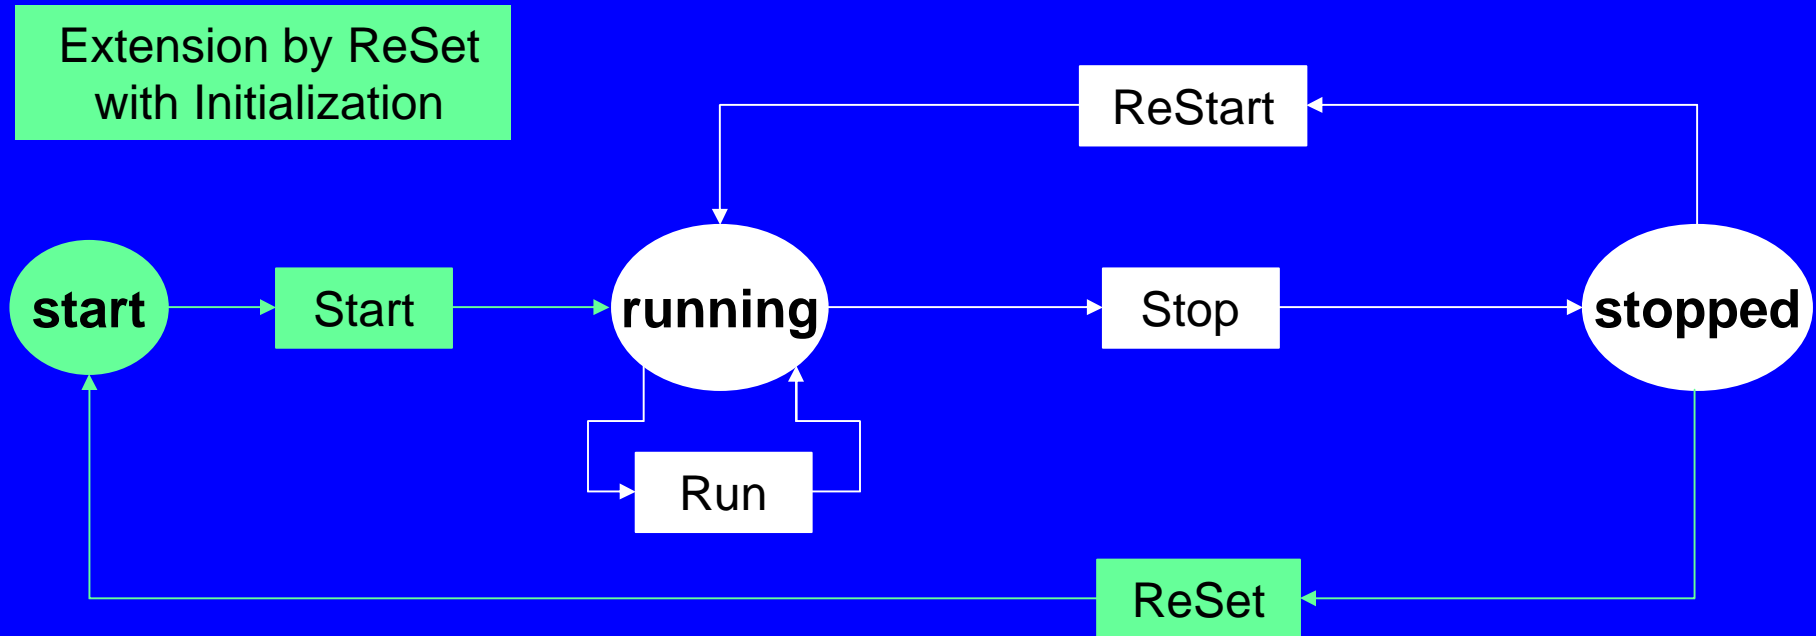 Extension by ReSet
with Initialization
ReStart
start
Start
running
Stop
stopped
Run
ReSet